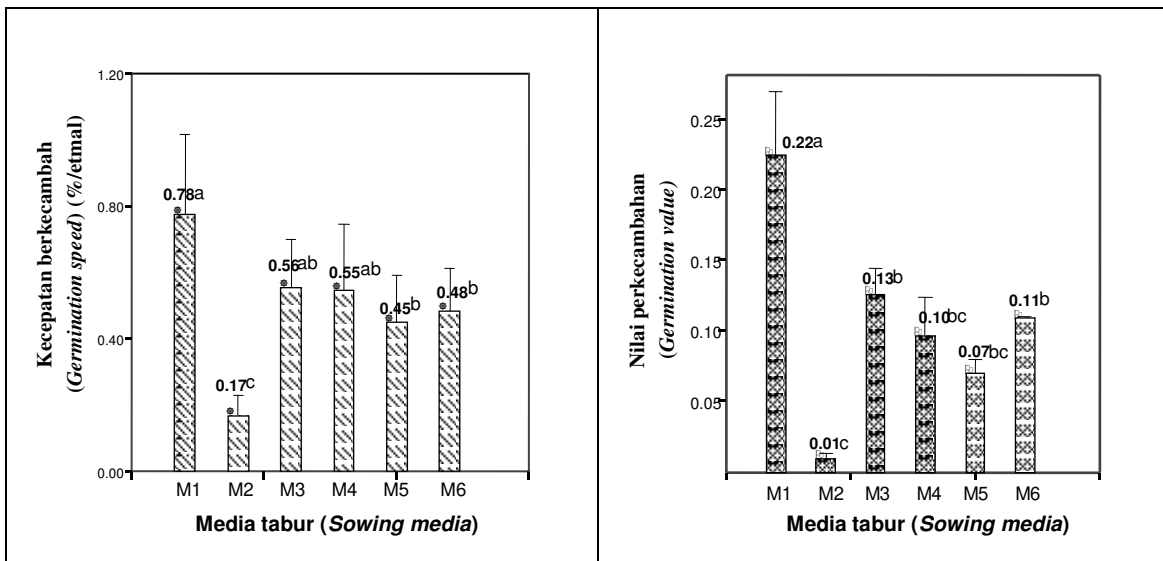 Kecepatan berkecambah
(Germination speed) (%/etmal)
1.20
0.80
0.40
0.00
0.78a
0.17c
0.56ab
0.55ab
0.45b
0.48b
M1 M2 M3 M4 M5 M6
Media tabur (Sowing media)
Nilai perkecambahan
((Germination value)
0.25
0.20
0.15
0.10
0.05
0.22a
0.01c
0.13b
0.10bc
0.07bc
0.11b
M1 M2 M3 M4 M5 M6
Media tabur (Sowing media)